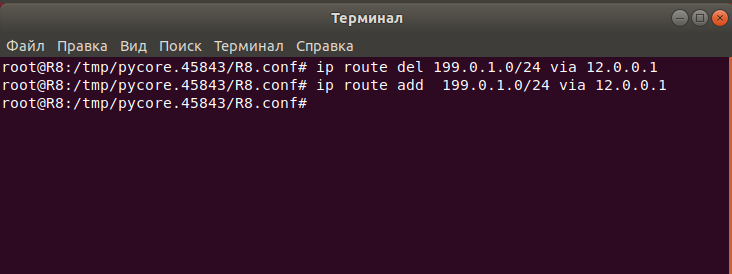 Терминал
Файл Правка Вид Поиск Терминал Справка
root@R8:/tmp/pycore.45843/R8.conf# ip route del 199.0.1.0/24 via 12.0.0.1
root@R8:/tmp/pycore.45843/R8.conf# ip route add  199.0.1.0/24 via 12.0.0.1
root@R8:/tmp/pycore.45843/R8.conf#